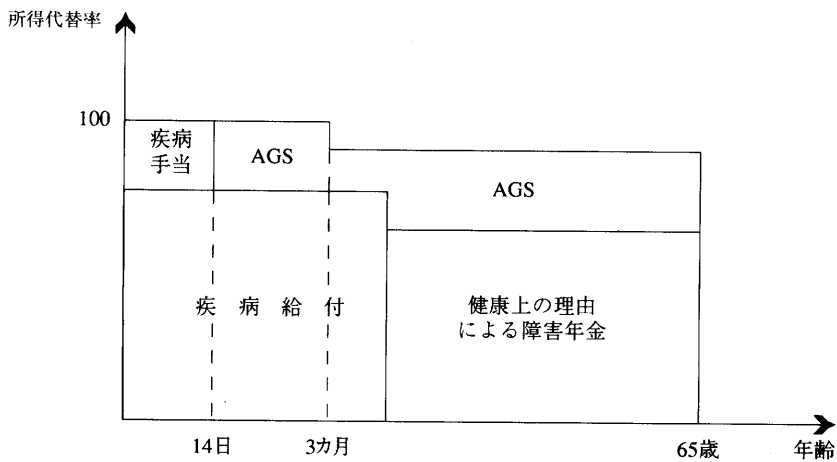 所得代替率
100
疾病
手当
AGS
AGS
疾病給付
健康上の理由
による障害年金
14日
3カ月
65歳
年齢